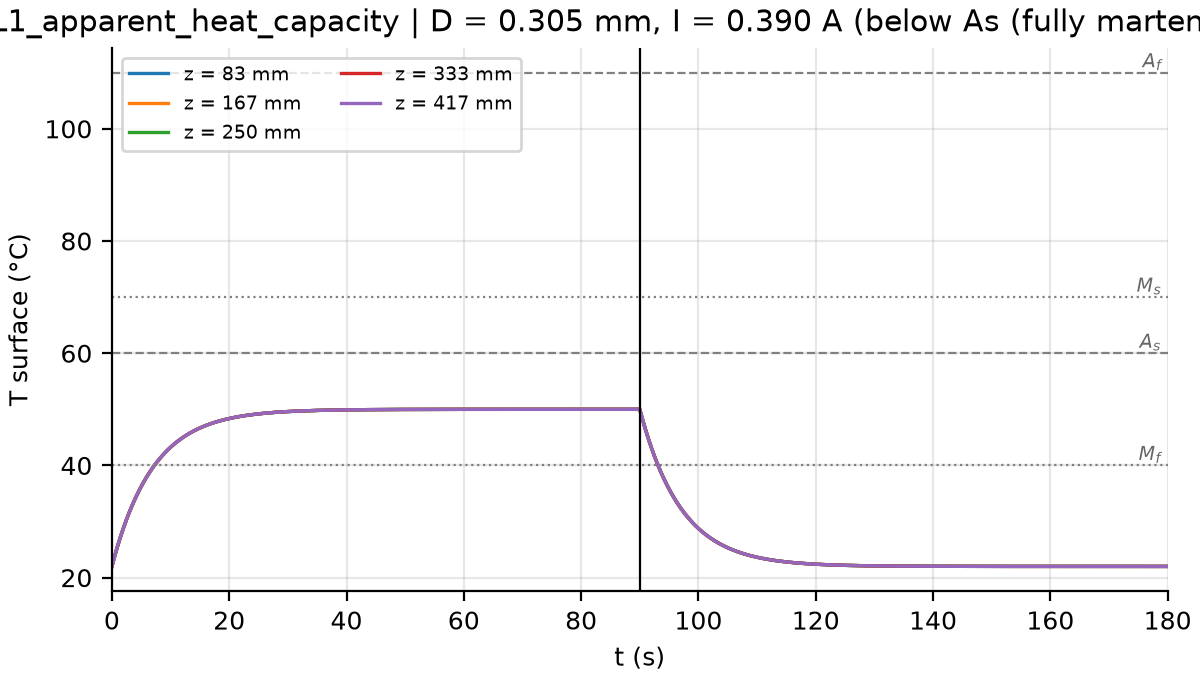 _apparent_heat_capacity | D = 0.305 mm, I = 0.390 A (below As (fully marten
z = 83 mm
z = 167 mm
z = 250 mm
z = 333 mm
z = 417 mm
A_f
M_s
A_s
M_f
100
80
60
40
20
T surface (°C)
0 20 40 60 80 100 120 140 160 180
t (s)